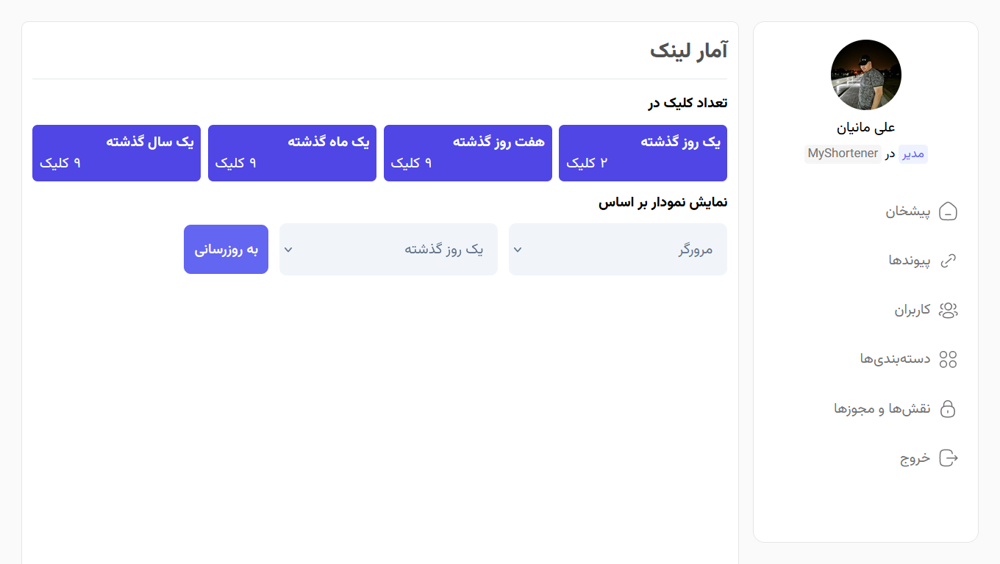 علی مانیان
مدیر در MyShortener
پیشخان
پیوندها
کاربران
دسته‌بندی‌ها
نقش‌ها و مجوزها
خروج
آمار لینک
تعداد کلیک در
یک روز گذشته
۲ کلیک
هفت روز گذشته
۹ کلیک
یک ماه گذشته
۹ کلیک
یک سال گذشته
۹ کلیک
نمایش نمودار بر اساس
مرورگر
یک روز گذشته
به روزرسانی